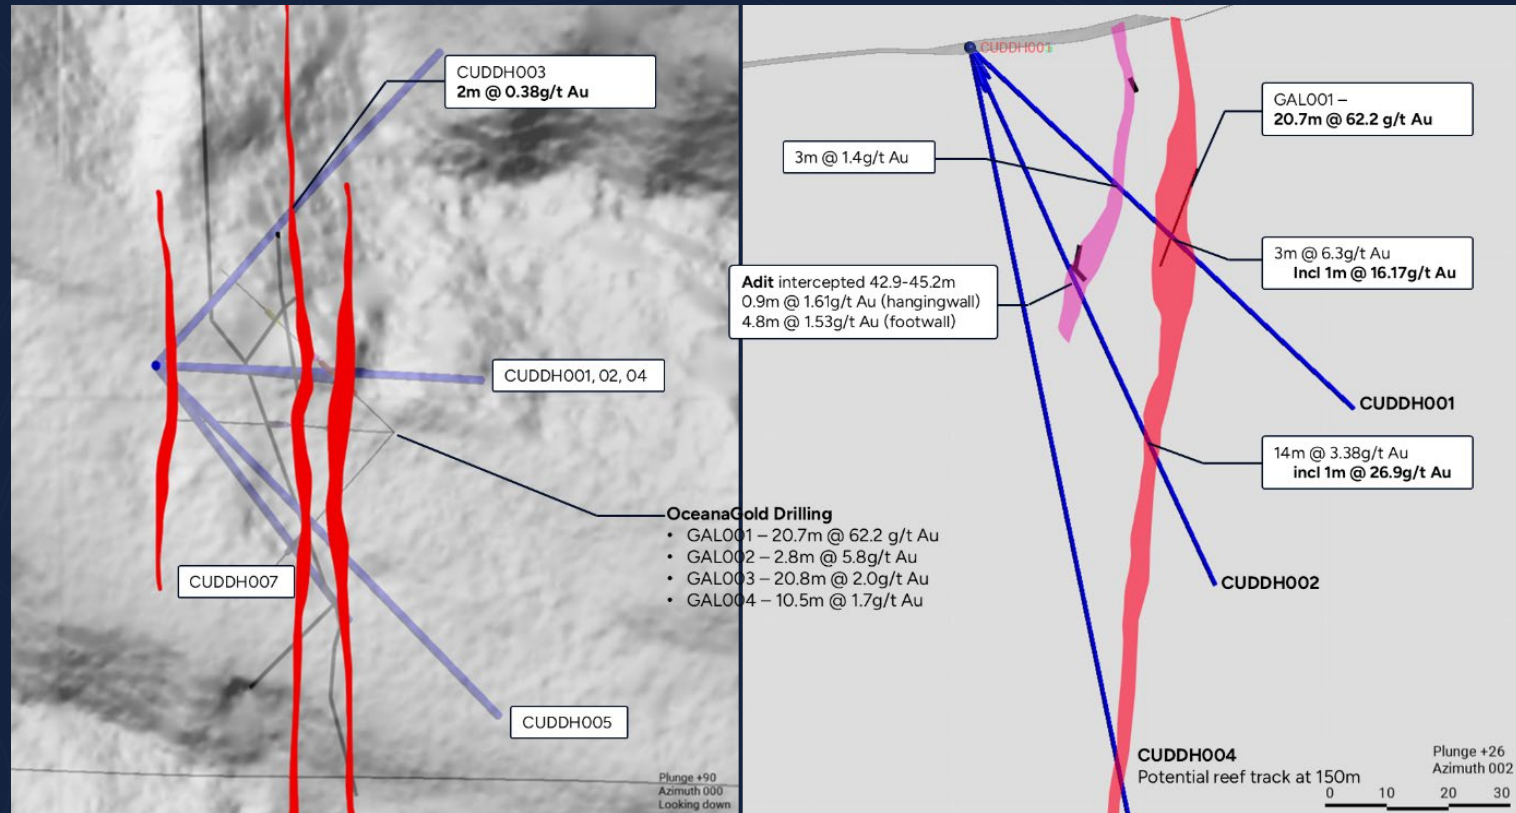 CUDDH003
2m @ 0.38g/t Au
CUDDH001, 02, 04
OceanaGold Drilling
• GAL001 – 20.7m @ 62.2 g/t Au
• GAL002 – 2.8m @ 5.8g/t Au
• GAL003 – 20.8m @ 2.0g/t Au
• GAL004 – 10.5m @ 1.7g/t Au
CUDDH007
CUDDH005
Plunge +90
Azimuth 000
Looking down
CUDDH001
GAL001 –
20.7m @ 62.2 g/t Au
3m @ 1.4g/t Au
3m @ 6.3g/t Au
Incl 1m @ 16.17g/t Au
Adit intercepted 42.9-45.2m
0.9m @ 1.61g/t Au (hangingwall)
4.8m @ 1.53g/t Au (footwall)
CUDDH001
14m @ 3.38g/t Au
incl 1m @ 26.9g/t Au
CUDDH002
CUDDH004
Potential reef track at 150m
Plunge +26
Azimuth 002
0 10 20 30